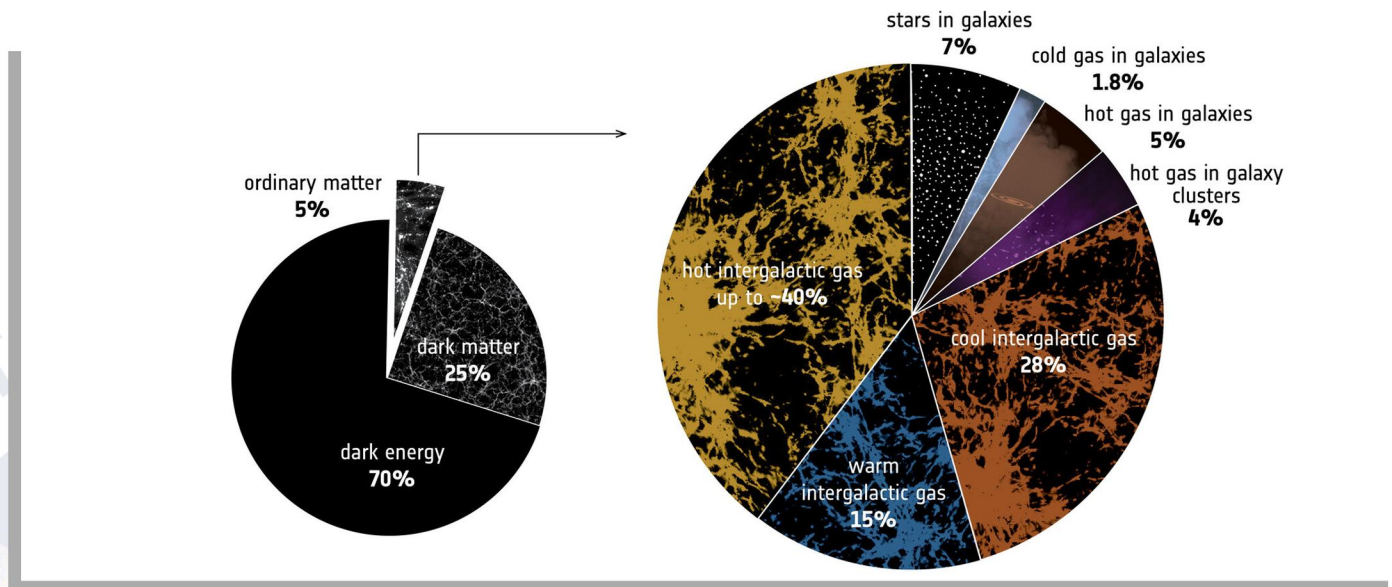 ordinary matter
5%
dark matter
25%
dark energy
70%
stars in galaxies
7%
cold gas in galaxies
1.8%
hot gas in galaxies
5%
hot gas in galaxy
clusters
4%
hot intergalactic gas
up to ~40%
cool intergalactic gas
28%
warm
intergalactic gas
15%